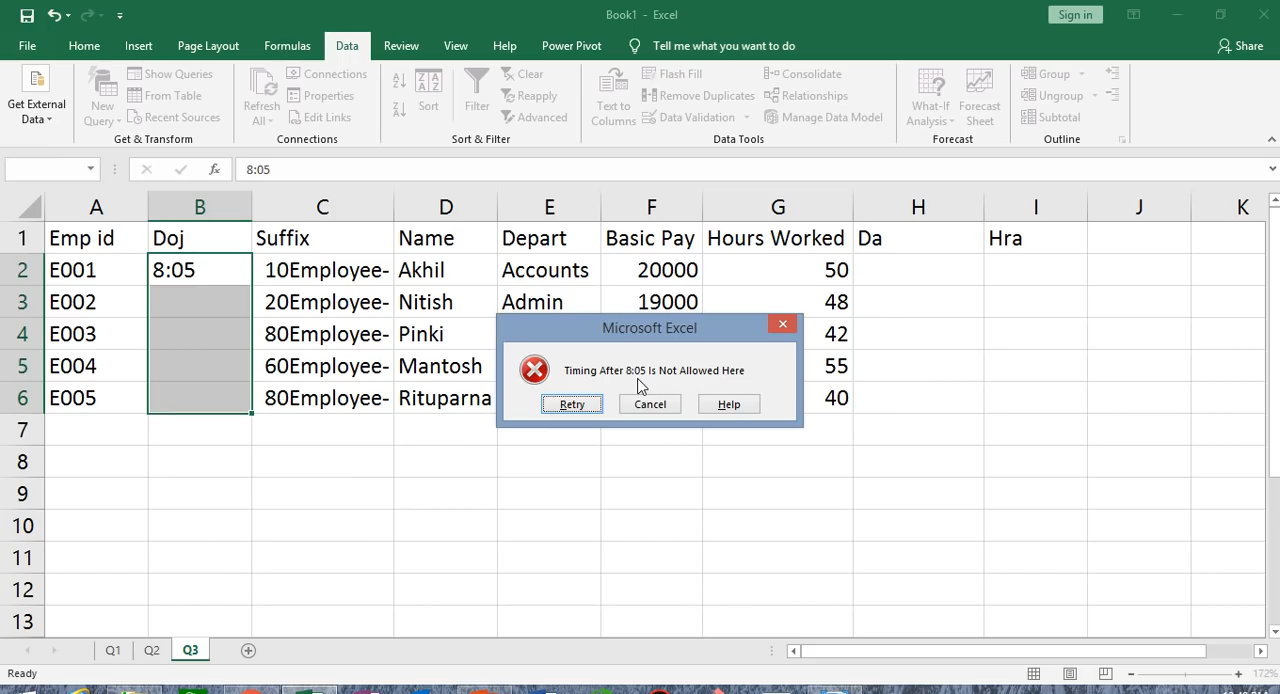 Book1 - Excel
Sign in
File Home Insert Page Layout Formulas Data Review View Help Power Pivot Tell me what you want to do Share
Get External Data
New Query
Show Queries
From Table
Recent Sources
Get & Transform
Refresh All
Connections
Properties
Edit Links
Connections
Sort
Filter
Clear
Reapply
Advanced
Sort & Filter
Text to Columns
Flash Fill
Remove Duplicates
Data Validation
Consolidate
Relationships
Manage Data Model
Data Tools
What-If Analysis
Forecast Sheet
Forecast
Group
Ungroup
Subtotal
Outline
fx 8:05
A B C D E F G H I J K
1 Emp id Doj Suffix Name Depart Basic Pay Hours Worked Da Hra
2 E001 8:05 10Employee- Akhil Accounts 20000 50
3 E002 20Employee- Nitish Admin 19000 48
4 E003 80Employee- Pinki 42
5 E004 60Employee- Mantosh 55
6 E005 80Employee- Rituparna 40
7
8
9
10
11
12
13
Microsoft Excel
Timing After 8:05 Is Not Allowed Here
Retry Cancel Help
Q1 Q2 Q3
Ready
172%